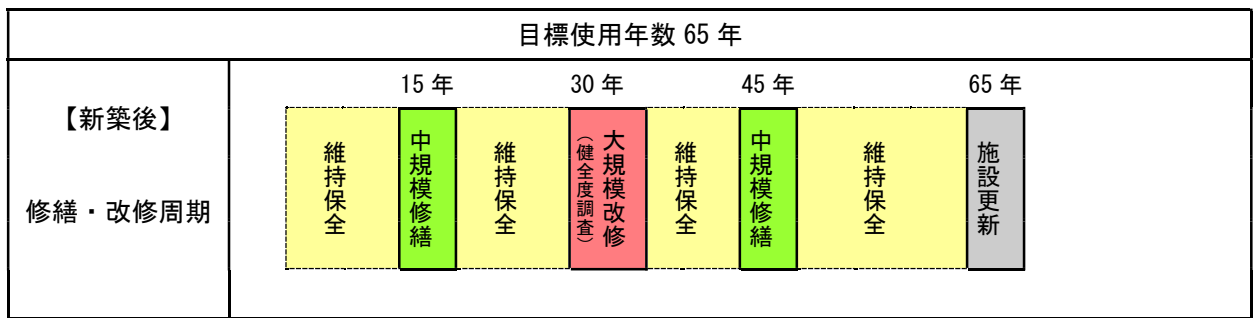 目標使用年数 65 年
【新築後】
修繕・改修周期
15 年
30 年
45 年
65 年
維持保全
中規模修繕
維持保全
大規模改修
（健全度調査）
維持保全
中規模修繕
維持保全
施設更新